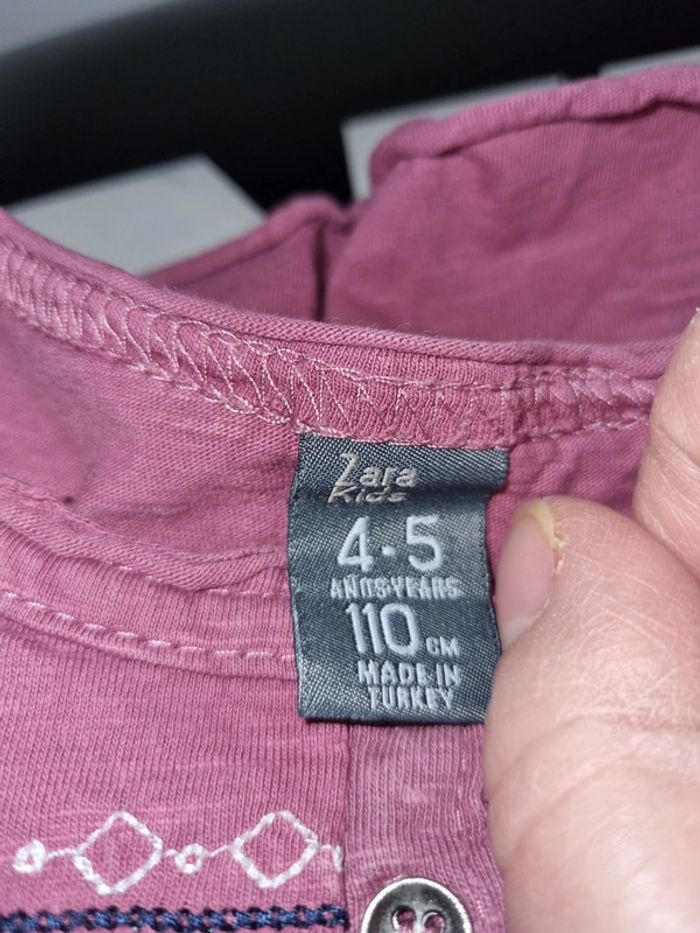 Zara
Kids
4-5
AÑOS·YEARS
110 CM
MADE IN
TURKEY